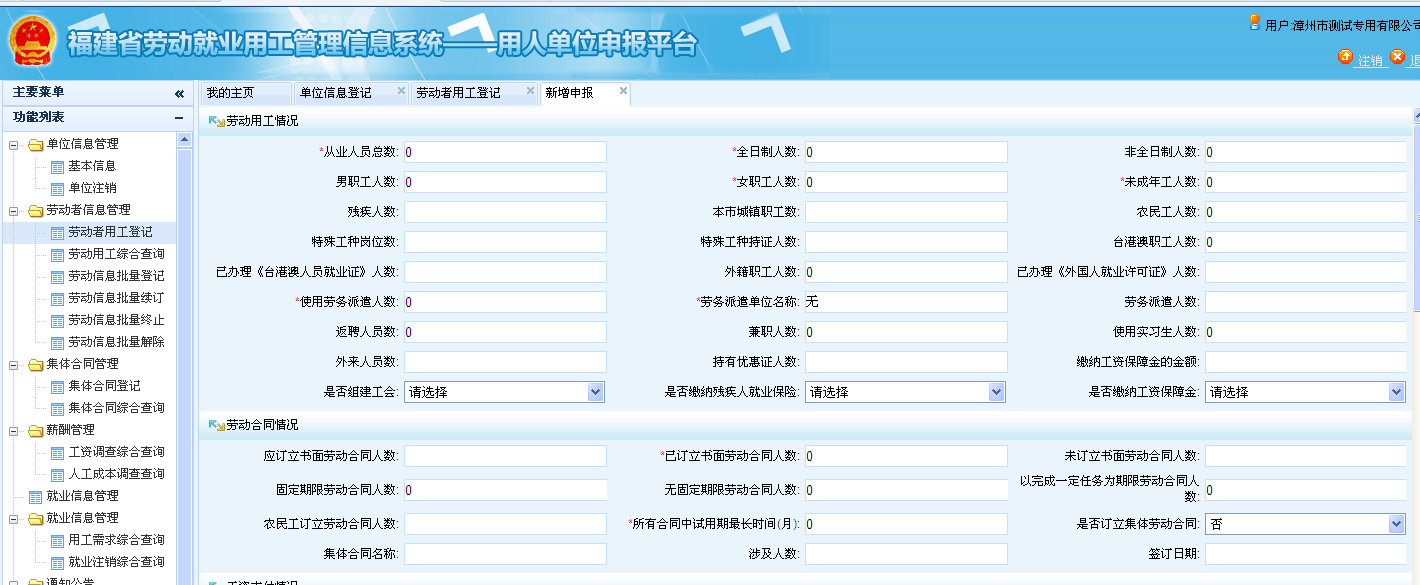 福建省劳动就业用工管理信息系统——用人单位申报平台
用户:漳州市测试专用有限公司
注销 退
主要菜单 «
功能列表
单位信息管理
基本信息
单位注销
劳动者信息管理
劳动者用工登记
劳动用工综合查询
劳动信息批量登记
劳动信息批量续订
劳动信息批量终止
劳动信息批量解除
集体合同管理
集体合同登记
集体合同综合查询
薪酬管理
工资调查综合查询
人工成本调查查询
就业信息管理
就业信息管理
用工需求综合查询
就业注销综合查询
通知公告
我的主页 单位信息登记 劳动者用工登记 新增申报
劳动用工情况
*从业人员总数: 0 *全日制人数: 0 非全日制人数: 0
男职工人数: 0 *女职工人数: 0 *未成年工人数: 0
残疾人数: 本市城镇职工数: 农民工人数: 0
特殊工种岗位数: 特殊工种持证人数: 台港澳职工人数: 0
已办理《台港澳人员就业证》人数: 外籍职工人数: 0 已办理《外国人就业许可证》人数:
*使用劳务派遣人数: 0 *劳务派遣单位名称: 无 劳务派遣人数:
返聘人员数: 0 兼职人数: 0 使用实习生人数: 0
外来人员数: 持有优惠证人数: 缴纳工资保障金的金额:
是否组建工会: 请选择 是否缴纳残疾人就业保险: 请选择 是否缴纳工资保障金: 请选择
劳动合同情况
应订立书面劳动合同人数: *已订立书面劳动合同人数: 0 未订立书面劳动合同人数:
固定期限劳动合同人数: 0 无固定期限劳动合同人数: 0 以完成一定任务为期限劳动合同人
数: 0
农民工订立劳动合同人数: *所有合同中试用期最长时间(月): 0 是否订立集体劳动合同: 否
集体合同名称: 涉及人数: 签订日期:
工资支付情况